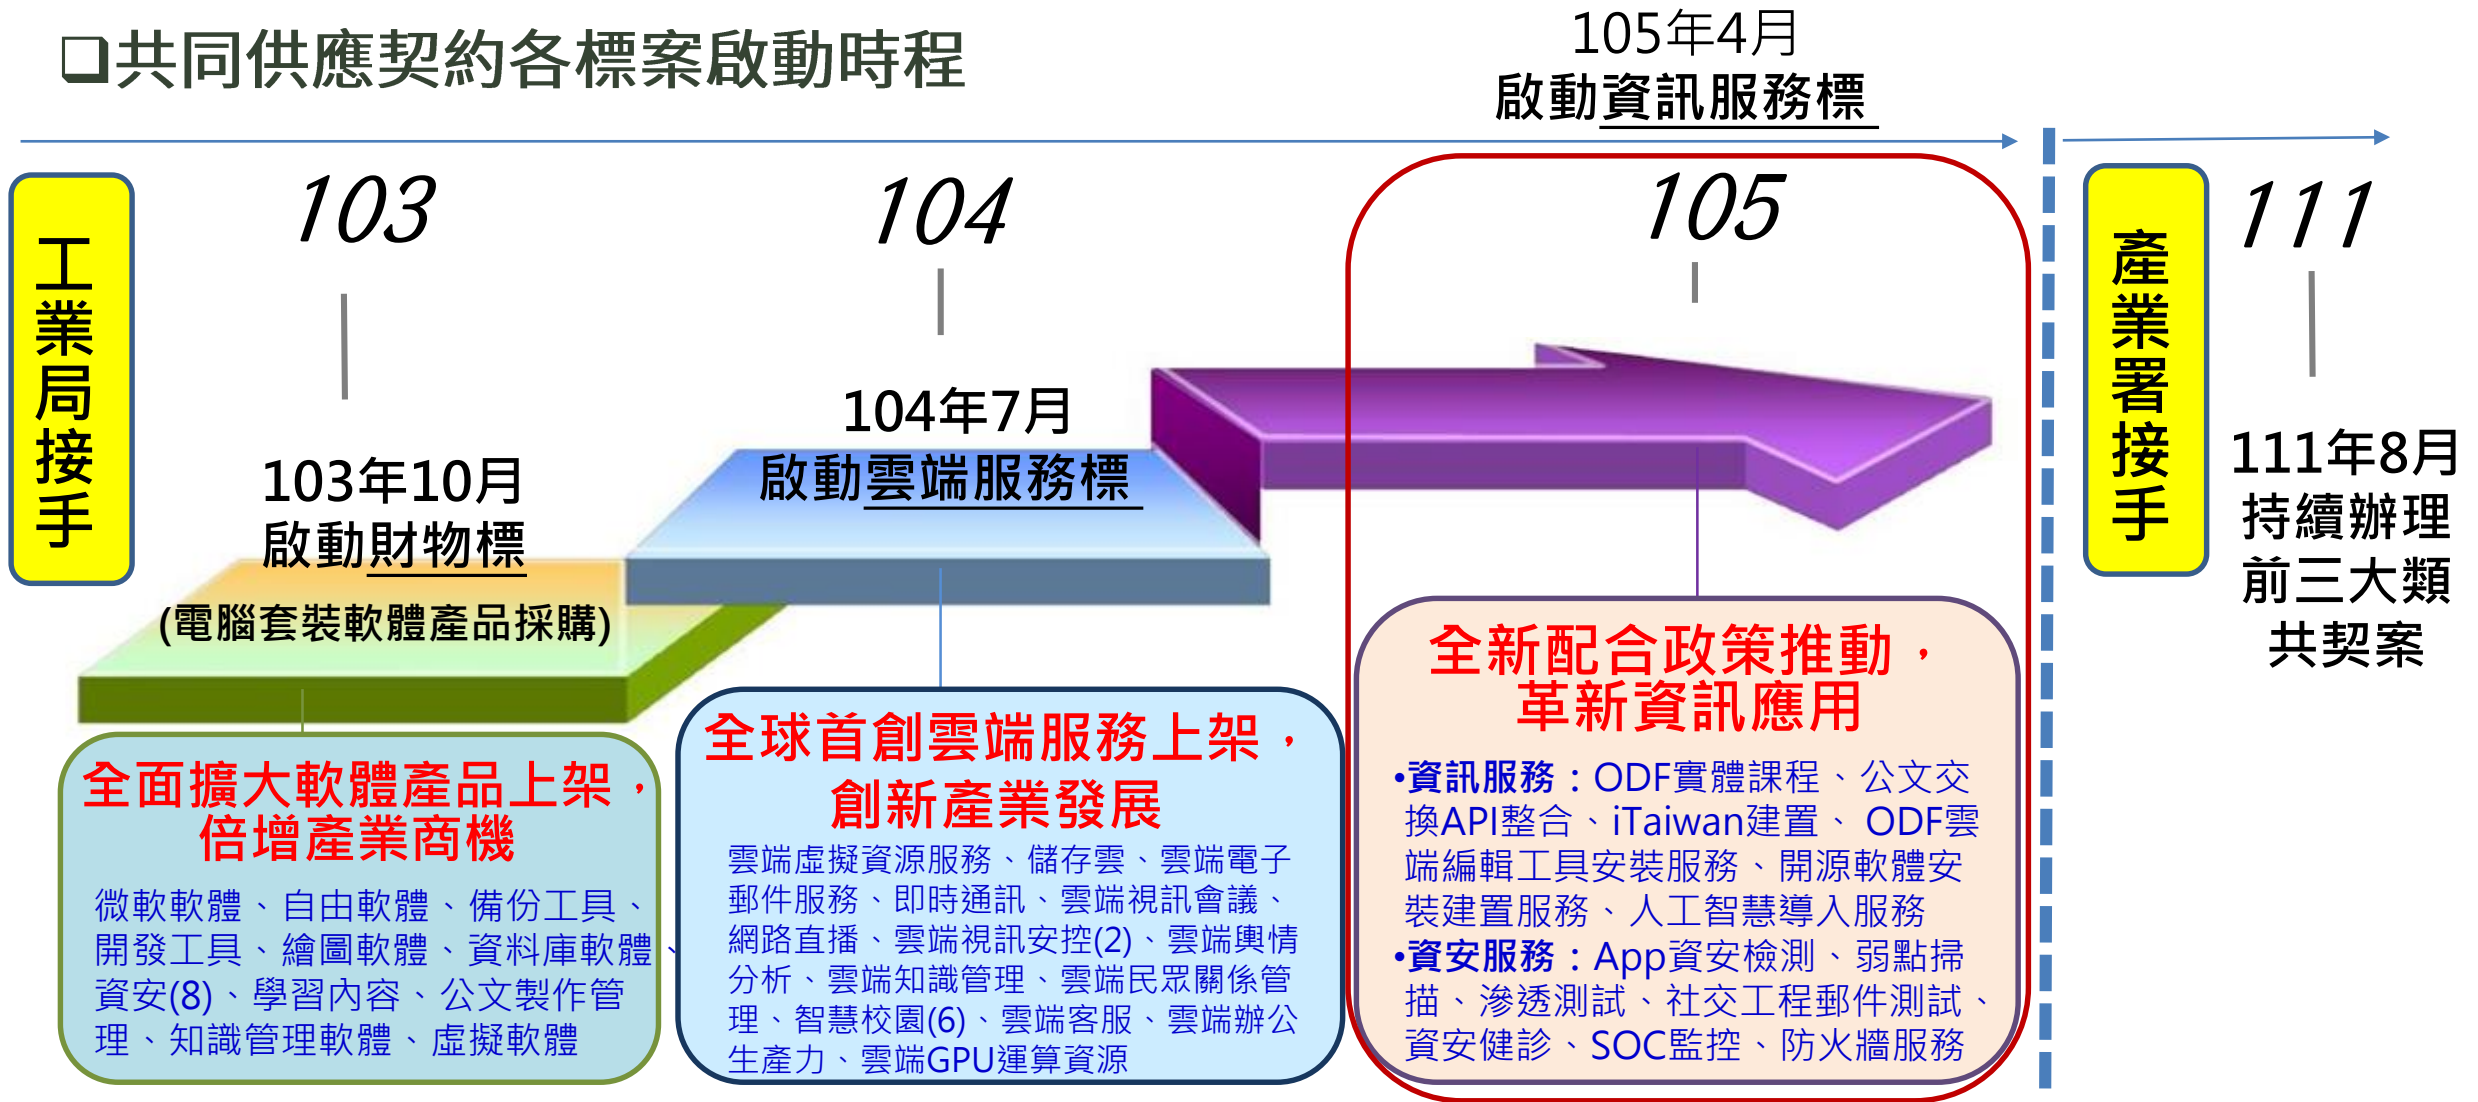 ❑共同供應契約各標案啟動時程
105年4月
啟動資訊服務標
工業局接手
103
103年10月
啟動財物標
(電腦套裝軟體產品採購)
全面擴大軟體產品上架，
倍增產業商機
微軟軟體、自由軟體、備份工具、
開發工具、繪圖軟體、資料庫軟體、
資安(8)、學習內容、公文製作管
理、知識管理軟體、虛擬軟體
104
104年7月
啟動雲端服務標
全球首創雲端服務上架，
創新產業發展
雲端虛擬資源服務、儲存雲、雲端電子
郵件服務、即時通訊、雲端視訊會議、
網路直播、雲端視訊安控(2)、雲端輿情
分析、雲端知識管理、雲端民眾關係管
理、智慧校園(6)、雲端客服、雲端辦公
生產力、雲端GPU運算資源
105
全新配合政策推動，
革新資訊應用
•資訊服務：ODF實體課程、公文交
換API整合、iTaiwan建置、 ODF雲
端編輯工具安裝服務、開源軟體安
裝建置服務、人工智慧導入服務
•資安服務：App資安檢測、弱點掃
描、滲透測試、社交工程郵件測試、
資安健診、SOC監控、防火牆服務
產業署接手
111
111年8月
持續辦理
前三大類
共契案